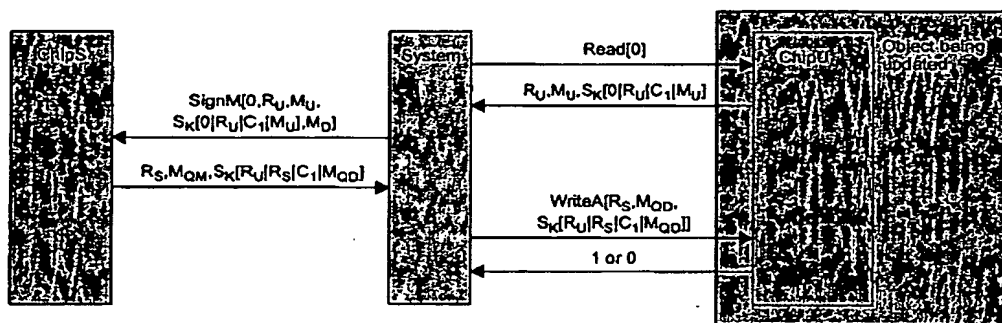 ChipS
System
Read[0]
ChipU
Object being
updated
R_U,M_U,S_K[0|R_U|C_1|M_U]
SignM[0,R_U,M_U,
S_K[0|R_U|C_1|M_U],M_D]
R_S,M_QM,S_K[R_U|R_S|C_1|M_QD]
WriteA[R_S,M_QD,
S_K[R_U|R_S|C_1|M_QD]]
1 or 0